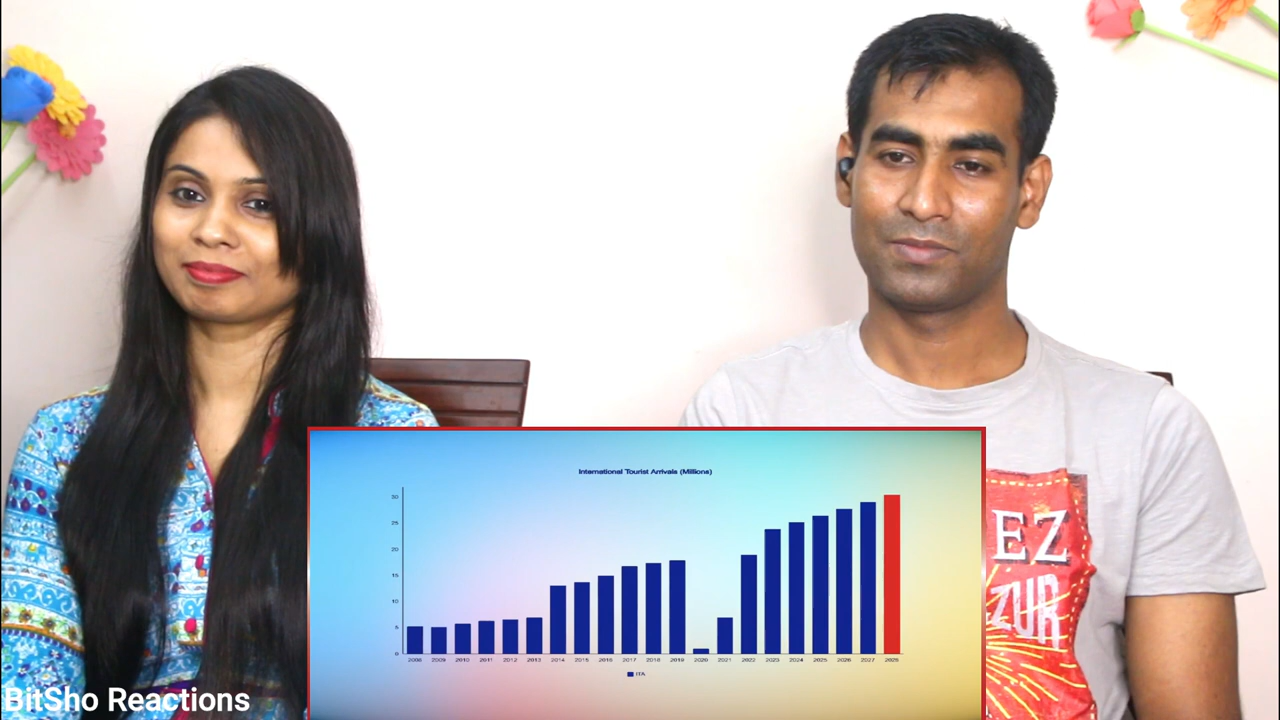 International Tourist Arrivals (Millions)
30
25
20
15
10
5
0
2008 2009 2010 2011 2012 2013 2014 2015 2016 2017 2018 2019 2020 2021 2022 2023 2024 2025 2026 2027 2028
ITA
EZ
ZUR
BitSho Reactions